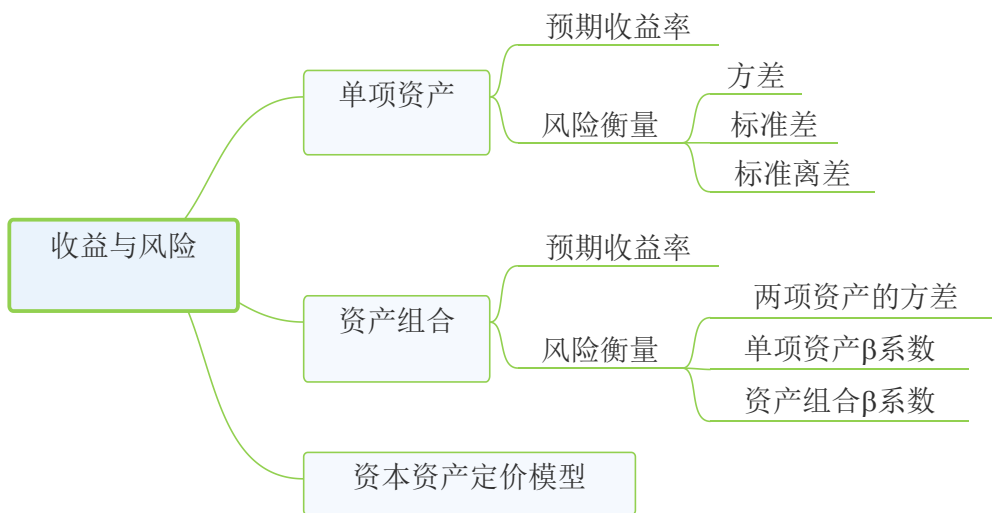 收益与风险
单项资产
预期收益率
风险衡量
方差
标准差
标准离差
资产组合
预期收益率
风险衡量
两项资产的方差
单项资产β系数
资产组合β系数
资本资产定价模型